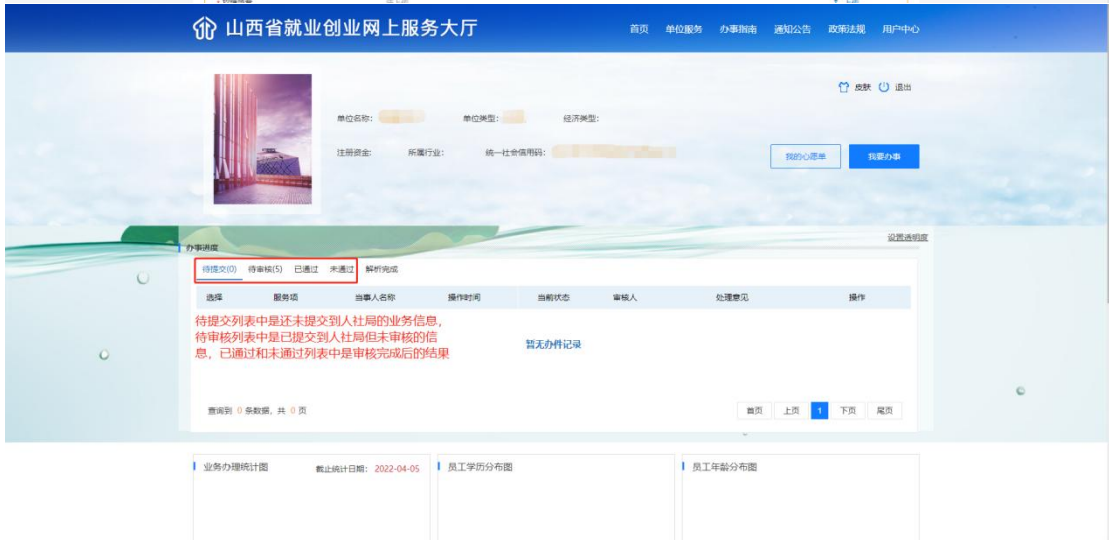 山西省就业创业网上服务大厅
首页 单位服务 办事指南 通知公告 政策法规 用户中心
皮肤 退出
单位名称: 单位类型: 经济类型:
注册资金: 所属行业: 统一社会信用码:
我的心愿单 我要办事
设置透明度
办事进度
待提交(0) 待审核(5) 已通过 未通过 解析完成
选择 服务项 当事人名称 操作时间 当前状态 审核人 处理意见 操作
待提交列表中是还未提交到人社局的业务信息,
待审核列表中是已提交到人社局但未审核的信
息,已通过和未通过列表中是审核完成后的结果
暂无办件记录
查询到 0 条数据, 共 0 页
首页 上页 1 下页 尾页
业务办理统计图 截止统计日期: 2022-04-05 员工学历分布图 员工年龄分布图